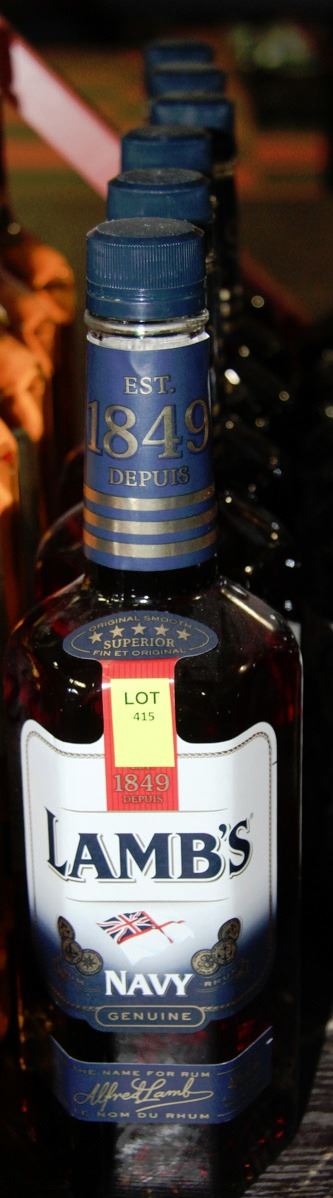 EST.
1849
DEPUIS
ORIGINAL SMOOTH
SUPERIOR
FIN ET ORIGINAL
LOT
415
1849
DEPUIS
LAMB'S
NAVY
GENUINE
THE NAME FOR RUM
Alfred Lamb
LE NOM DU RHUM